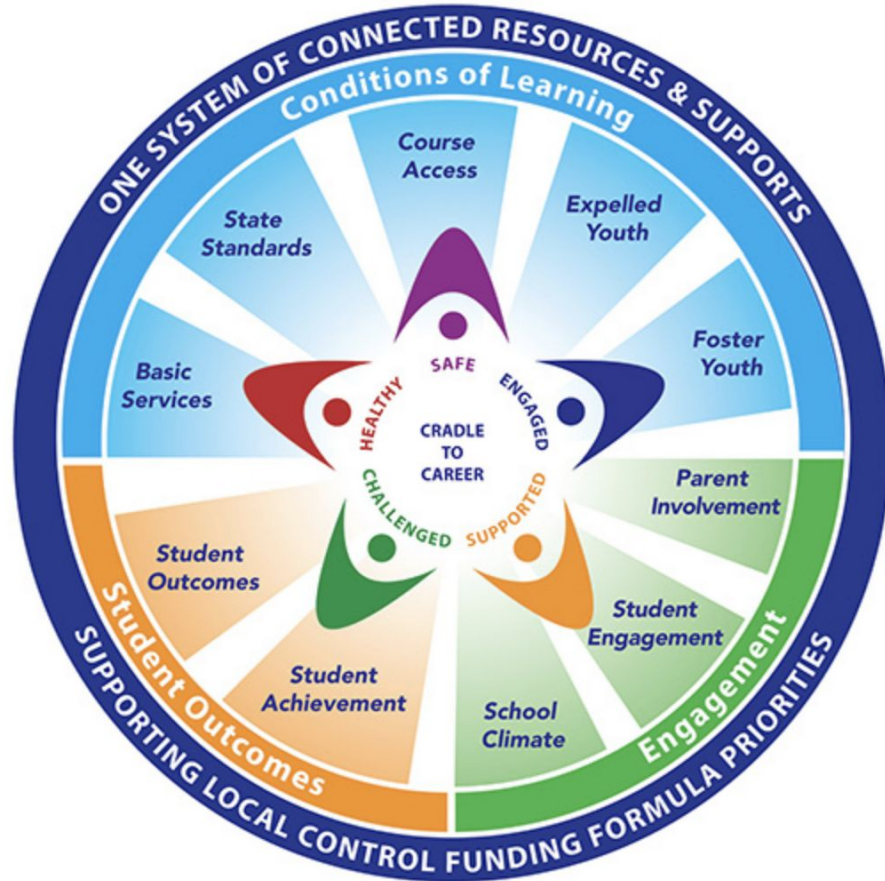 ONE SYSTEM OF CONNECTED RESOURCES & SUPPORTS
Conditions of Learning
Basic
Services
State
Standards
Course
Access
Expelled
Youth
Foster
Youth
Parent
Involvement
Student
Engagement
School
Climate
Engagement
Student
Achievement
Student
Outcomes
Student Outcomes
HEALTHY
SAFE
ENGAGED
SUPPORTED
CHALLENGED
CRADLE
TO
CAREER
SUPPORTING LOCAL CONTROL FUNDING FORMULA PRIORITIES